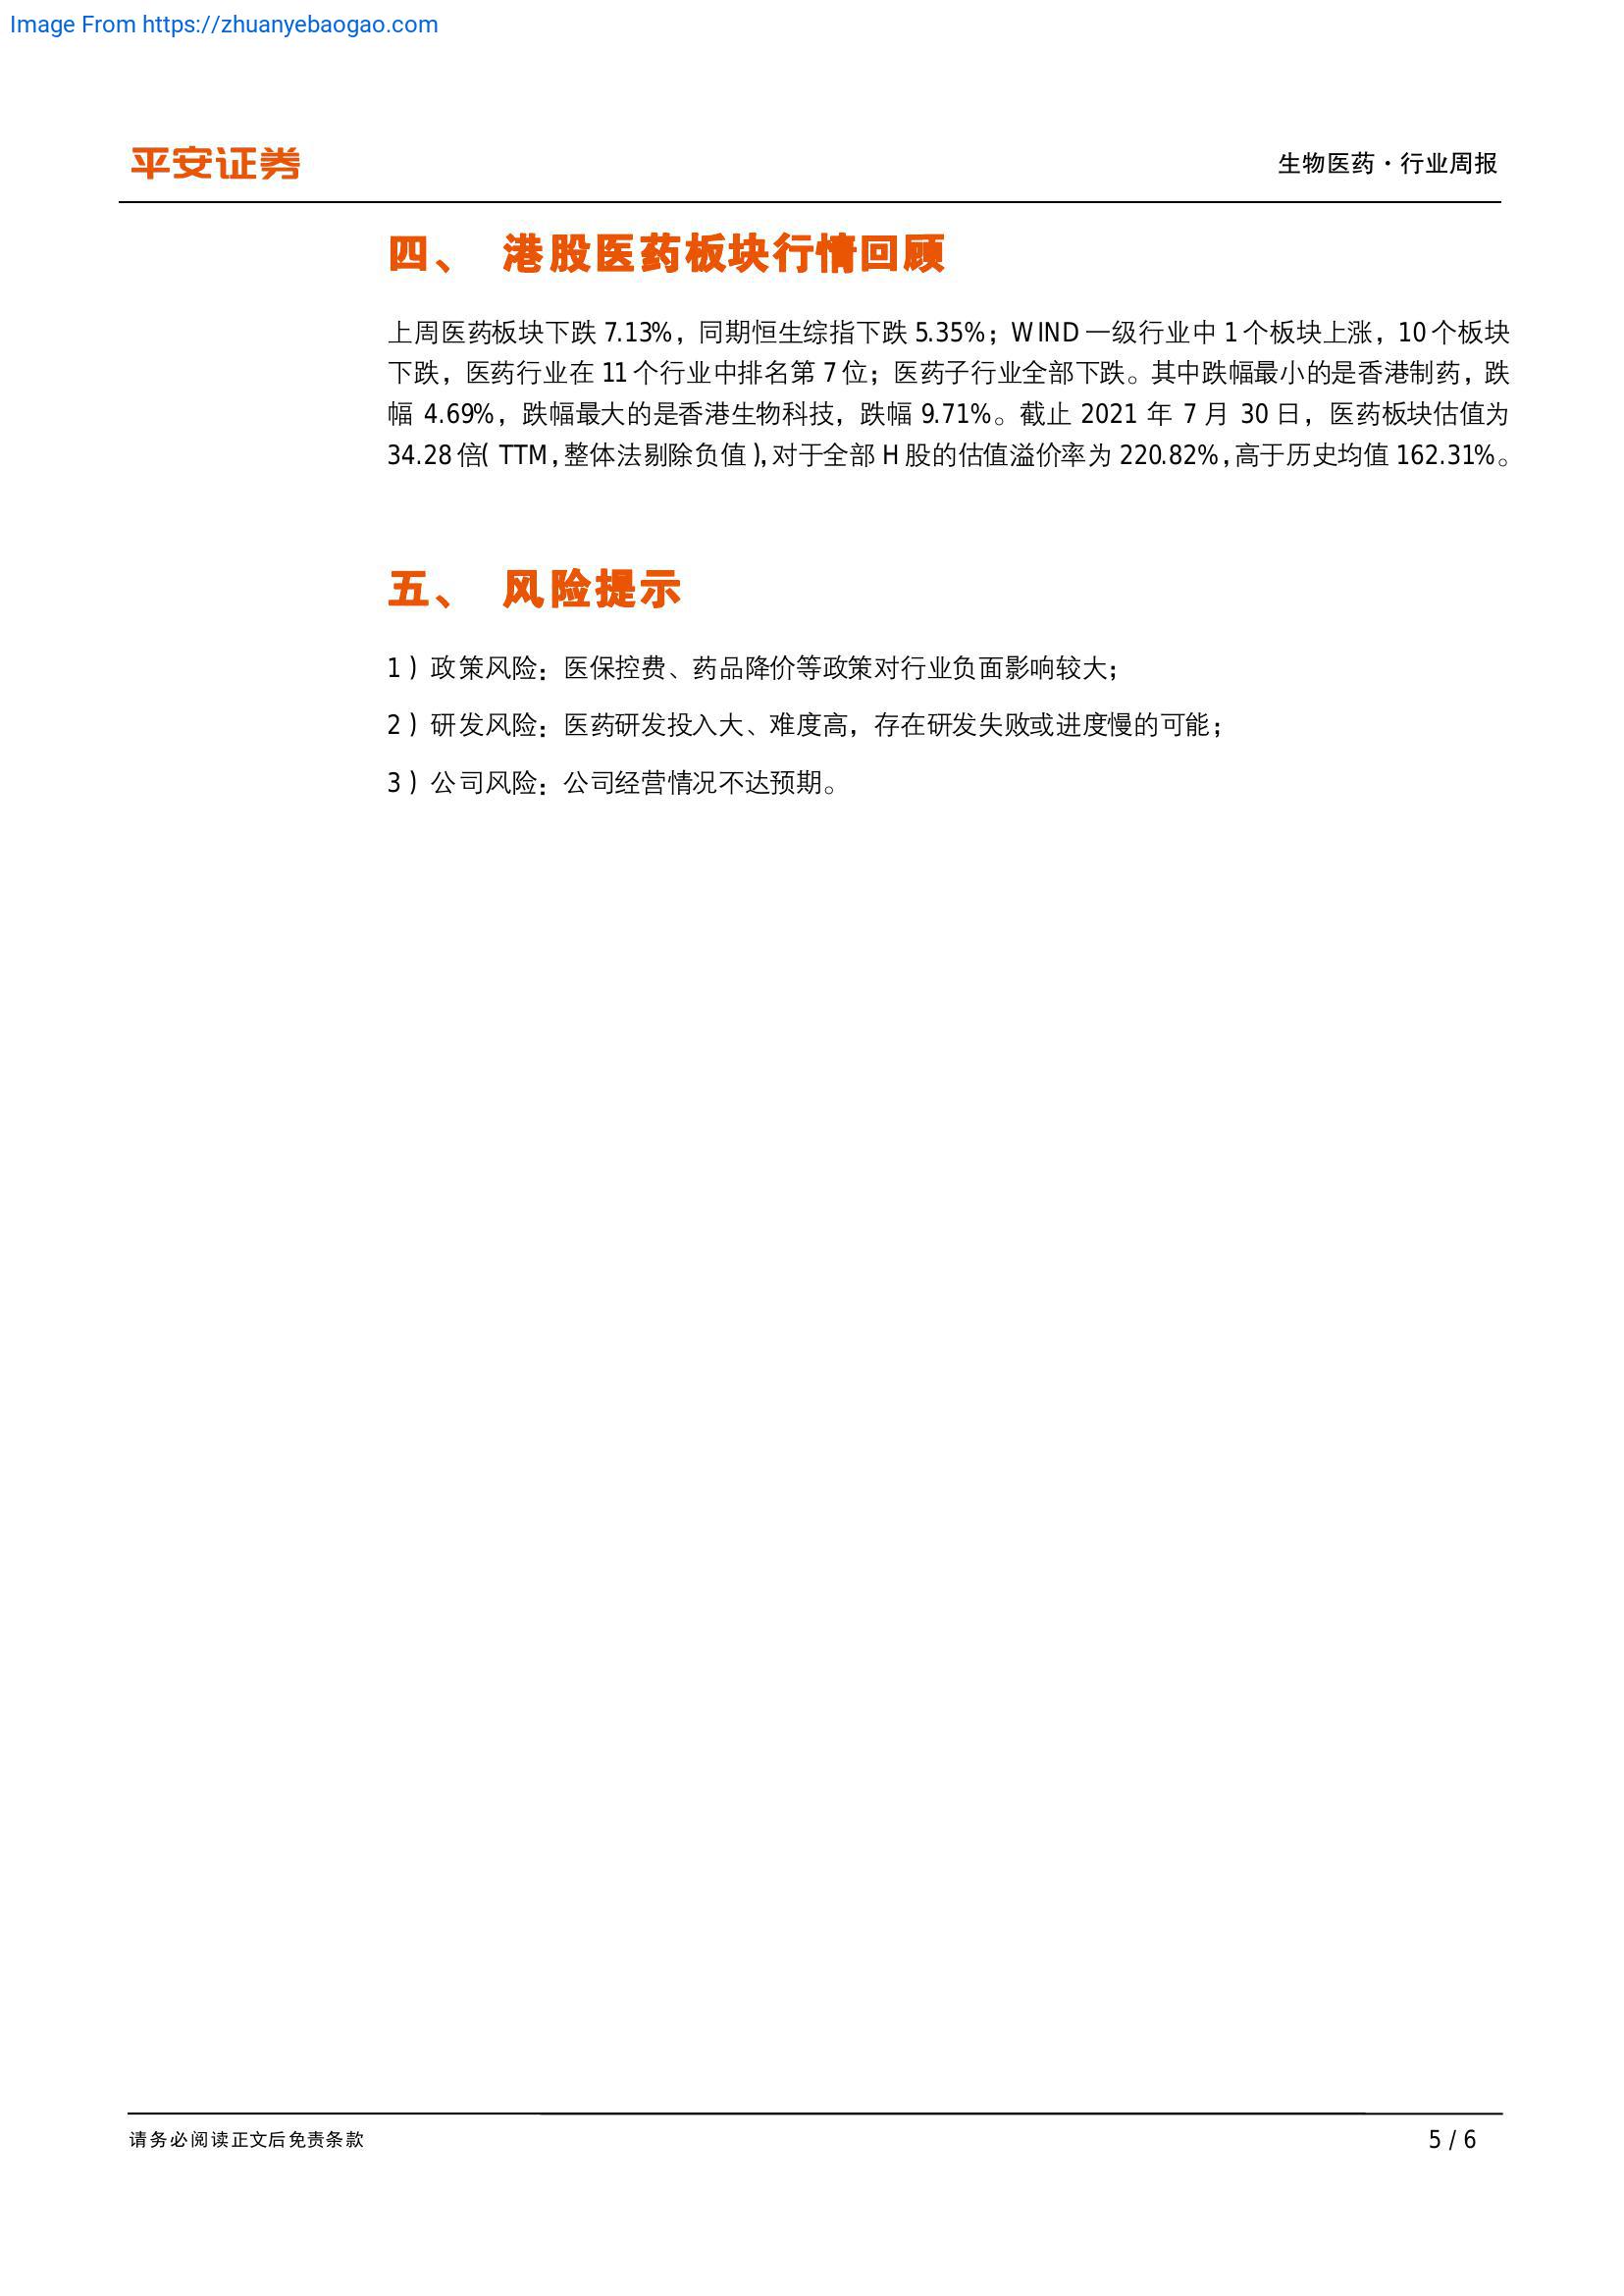 Image From https://zhuanyebaogao.com
平安证券
生物医药·行业周报
四、 港股医药板块行情回顾
上周医药板块下跌 7.13%，同期恒生综指下跌 5.35%；WIND 一级行业中 1 个板块上涨，10 个板块
下跌，医药行业在 11 个行业中排名第 7 位；医药子行业全部下跌。其中跌幅最小的是香港制药，跌
幅 4.69%，跌幅最大的是香港生物科技，跌幅 9.71%。截止 2021 年 7 月 30 日，医药板块估值为
34.28 倍(TTM，整体法剔除负值)，对于全部 H 股的估值溢价率为 220.82%，高于历史均值 162.31%。
五、 风险提示
1）政策风险：医保控费、药品降价等政策对行业负面影响较大；
2）研发风险：医药研发投入大、难度高，存在研发失败或进度慢的可能；
3）公司风险：公司经营情况不达预期。
请务必阅读正文后免责条款
5 / 6